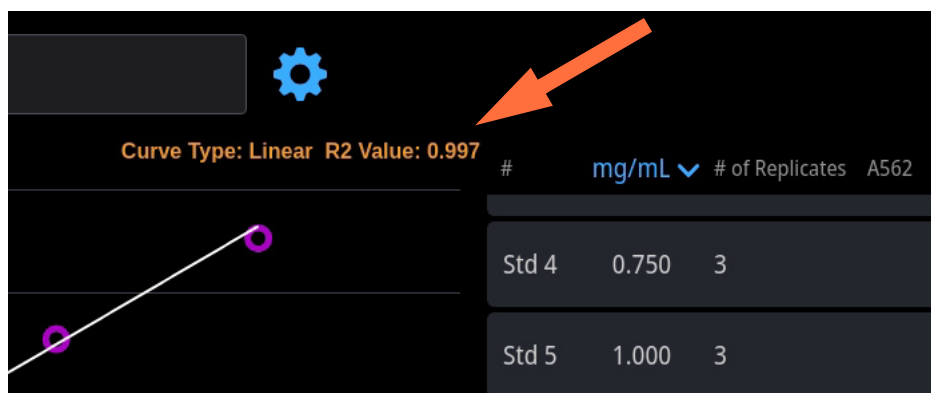 Curve Type: Linear R2 Value: 0.997
# mg/mL # of Replicates A562
Std 4 0.750 3
Std 5 1.000 3